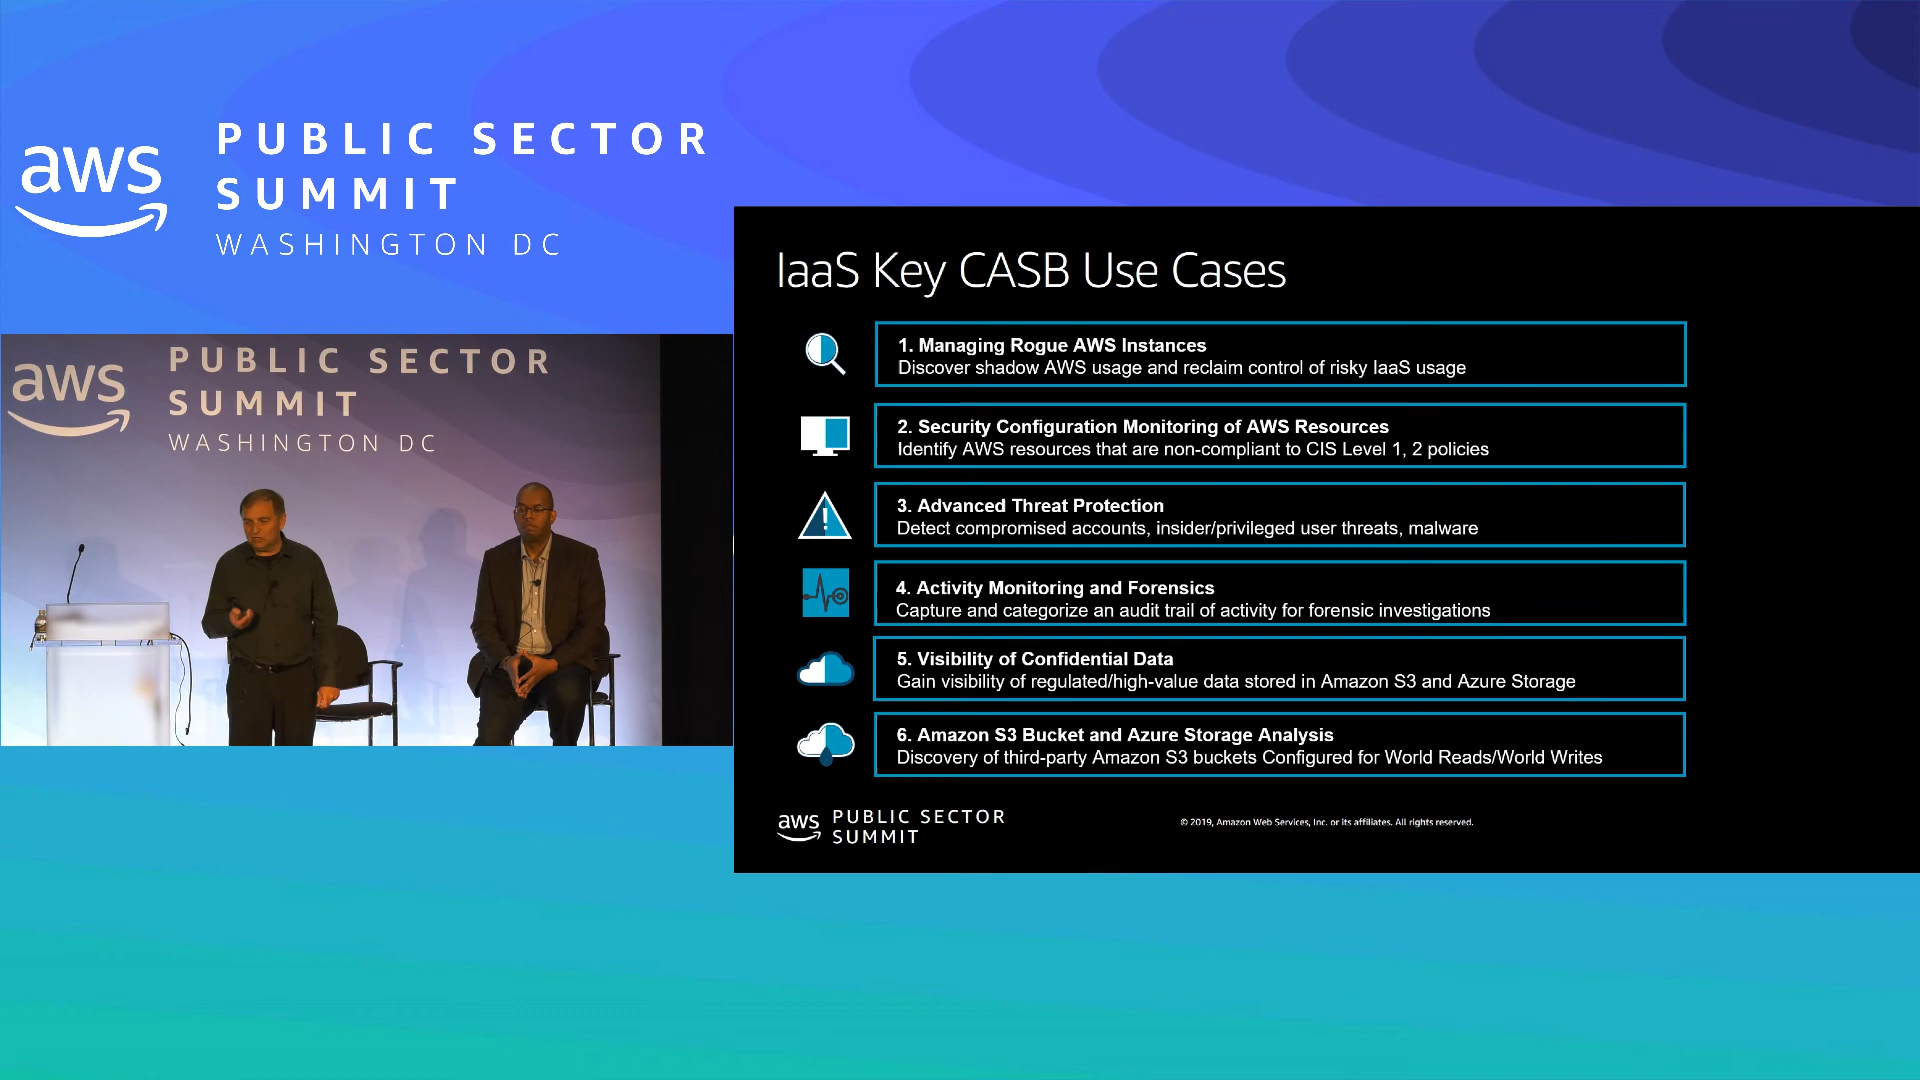 aws
PUBLIC SECTOR
SUMMIT
WASHINGTON DC
aws
PUBLIC SECTOR
SUMMIT
WASHINGTON DC
IaaS Key CASB Use Cases
1. Managing Rogue AWS Instances
Discover shadow AWS usage and reclaim control of risky IaaS usage
2. Security Configuration Monitoring of AWS Resources
Identify AWS resources that are non-compliant to CIS Level 1, 2 policies
3. Advanced Threat Protection
Detect compromised accounts, insider/privileged user threats, malware
4. Activity Monitoring and Forensics
Capture and categorize an audit trail of activity for forensic investigations
5. Visibility of Confidential Data
Gain visibility of regulated/high-value data stored in Amazon S3 and Azure Storage
6. Amazon S3 Bucket and Azure Storage Analysis
Discovery of third-party Amazon S3 buckets Configured for World Reads/World Writes
aws
PUBLIC SECTOR
SUMMIT
© 2019, Amazon Web Services, Inc. or its affiliates. All rights reserved.